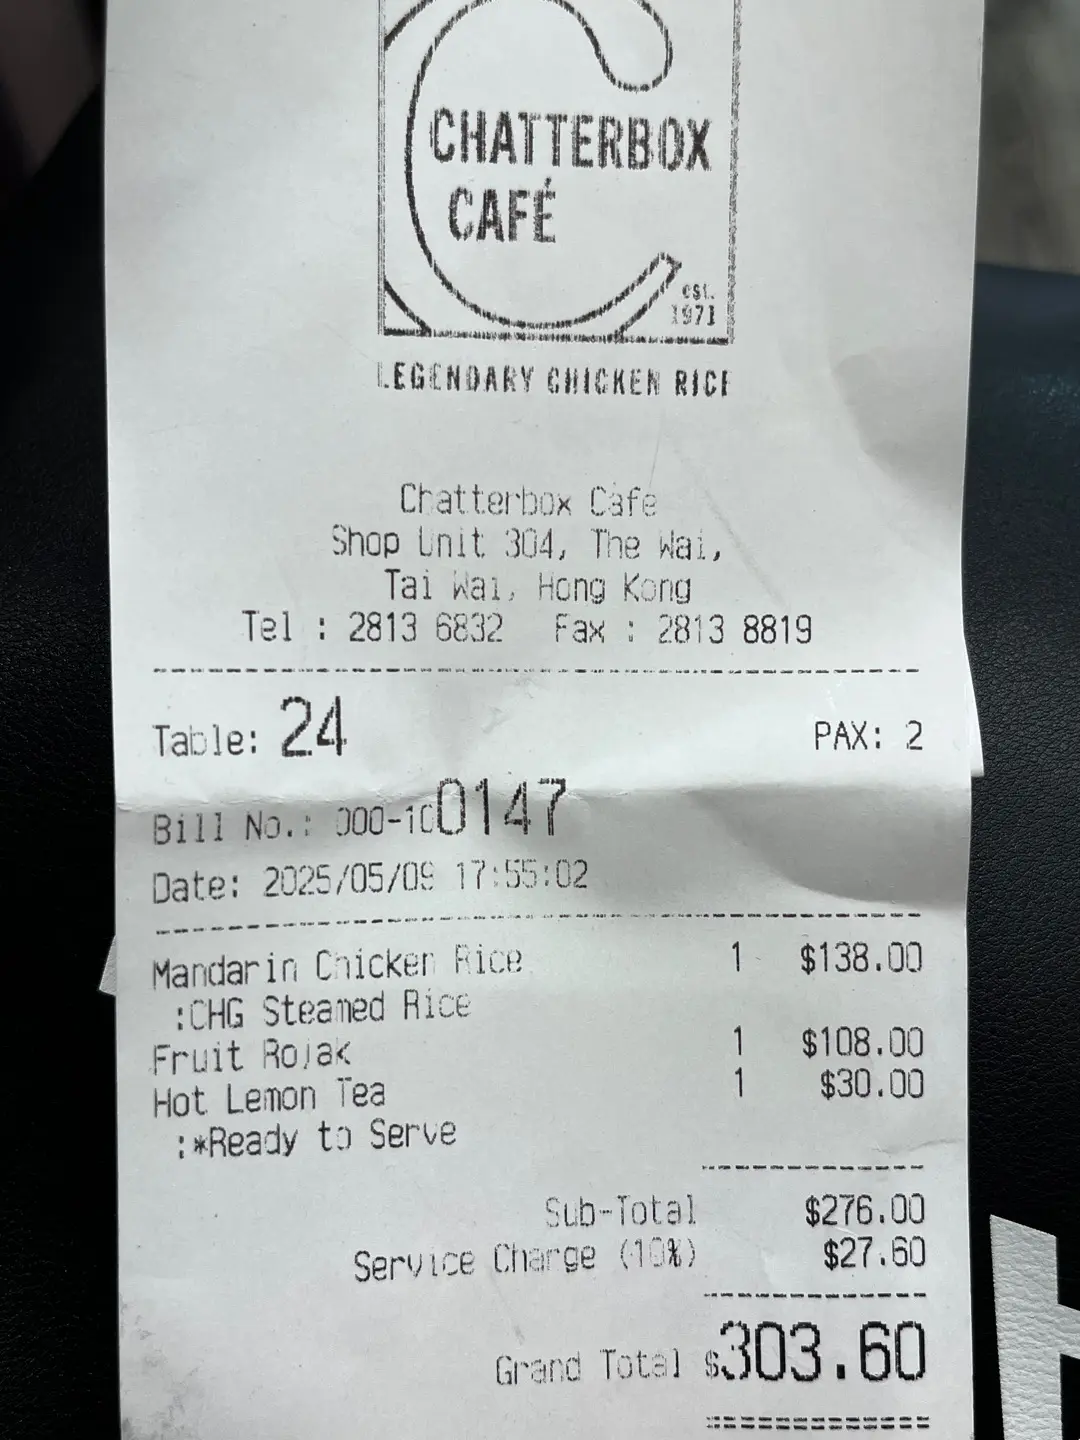 CHATTERBOX
CAFÉ
est.
1971
LEGENDARY CHICKEN RICE
Chatterbox Cafe
Shop Unit 304, The Wai,
Tai Wai, Hong Kong
Tel : 2813 6832 Fax : 2813 8819
Table: 24 PAX: 2
Bill No.: 000-100147
Date: 2025/05/09 17:55:02
Mandarin Chicken Rice 1 $138.00
:CHG Steamed Rice
Fruit Rojak 1 $108.00
Hot Lemon Tea 1 $30.00
:*Ready to Serve
Sub-Total $276.00
Service Charge (10%) $27.60
Grand Total $303.60